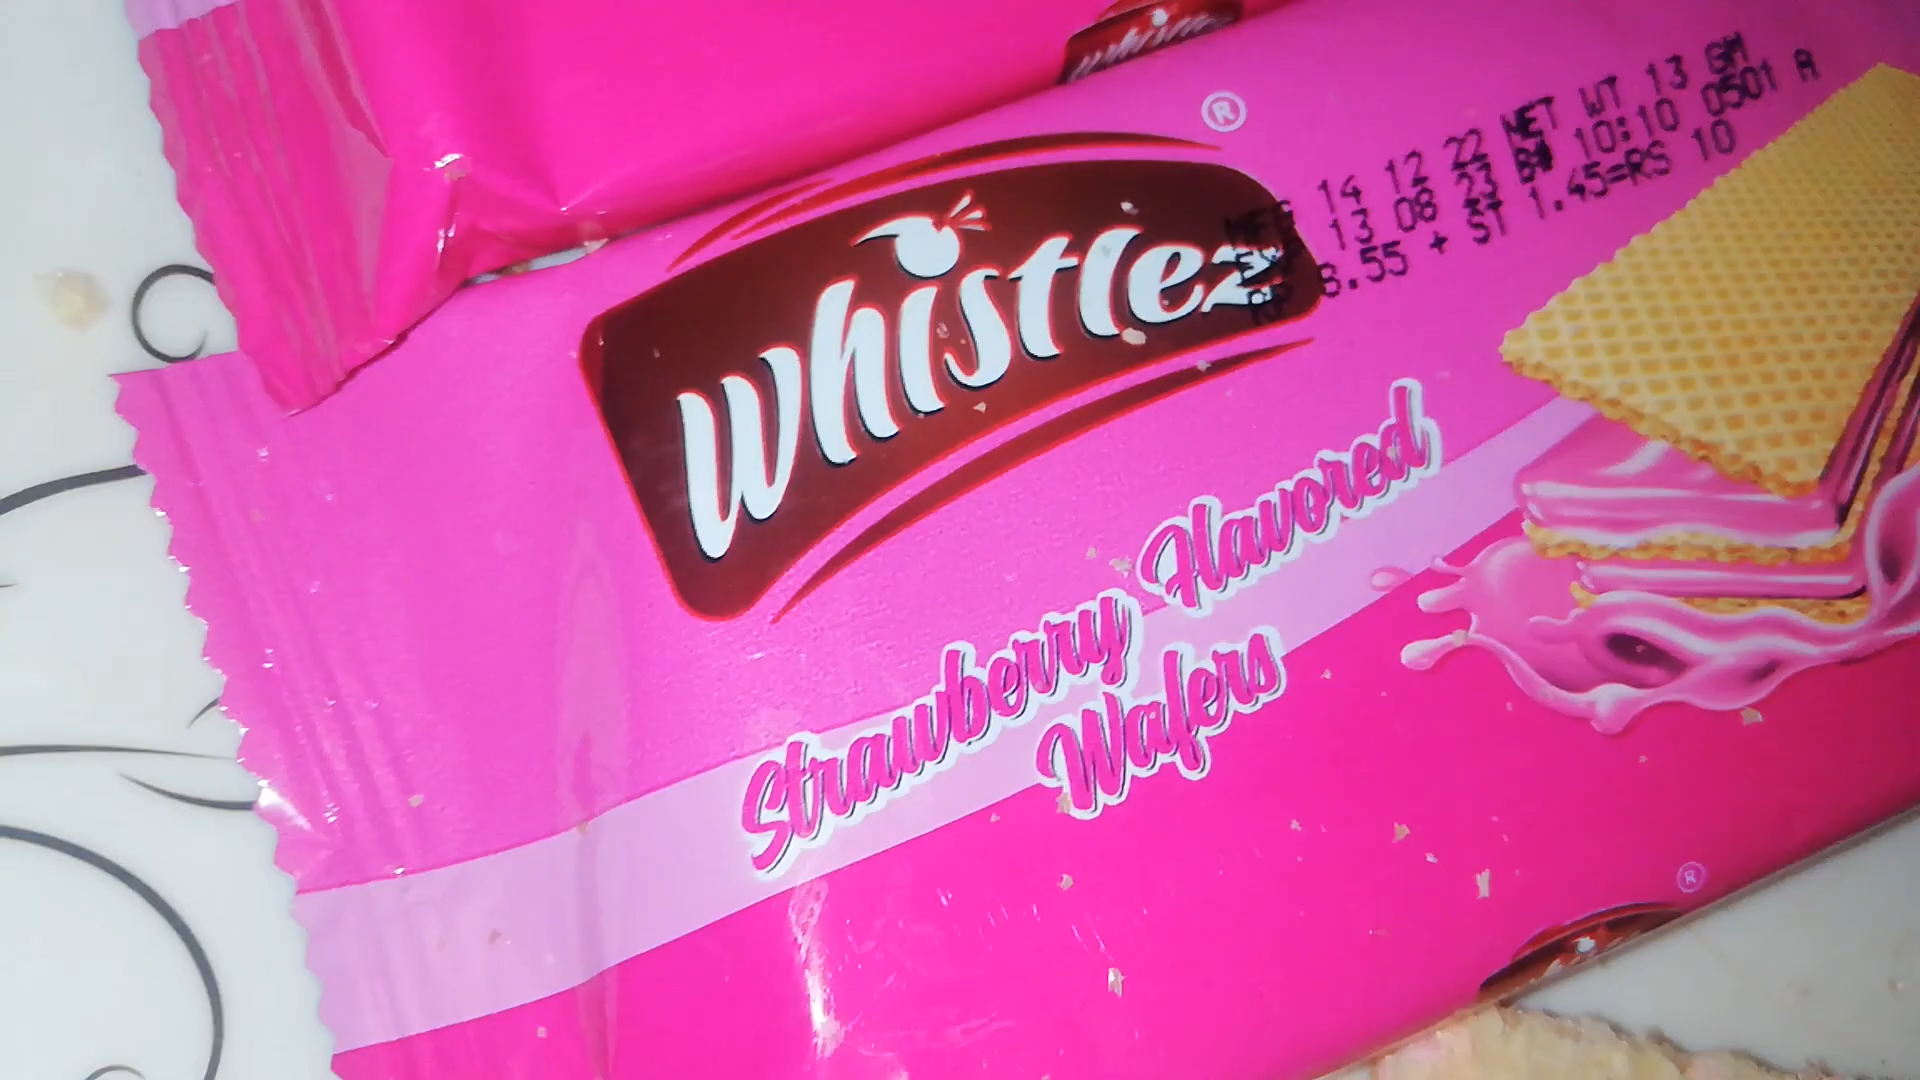 whistlez
®
MFG 14 12 22 NET WT 13 GM
13 08 23 B# 10:10 0501 A
RP 8.55 + ST 1.45=RS 10
Strawberry Flavored
Wafers
®